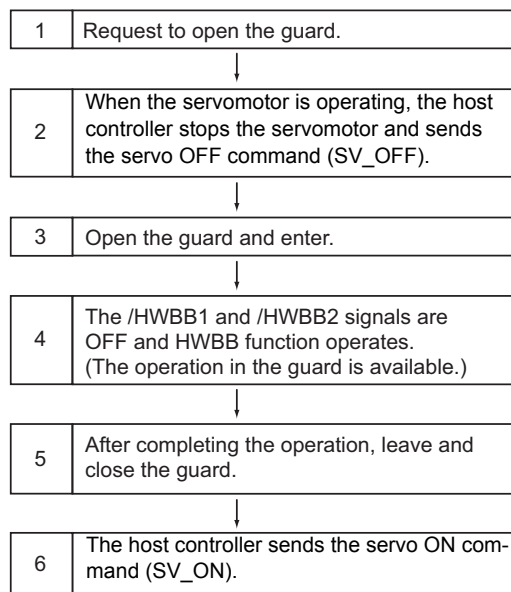 1 Request to open the guard.
When the servomotor is operating, the host
2 controller stops the servomotor and sends
the servo OFF command (SV_OFF).
3 Open the guard and enter.
The /HWBB1 and /HWBB2 signals are
4 OFF and HWBB function operates.
(The operation in the guard is available.)
5 After completing the operation, leave and
close the guard.
6 The host controller sends the servo ON com-
mand (SV_ON).